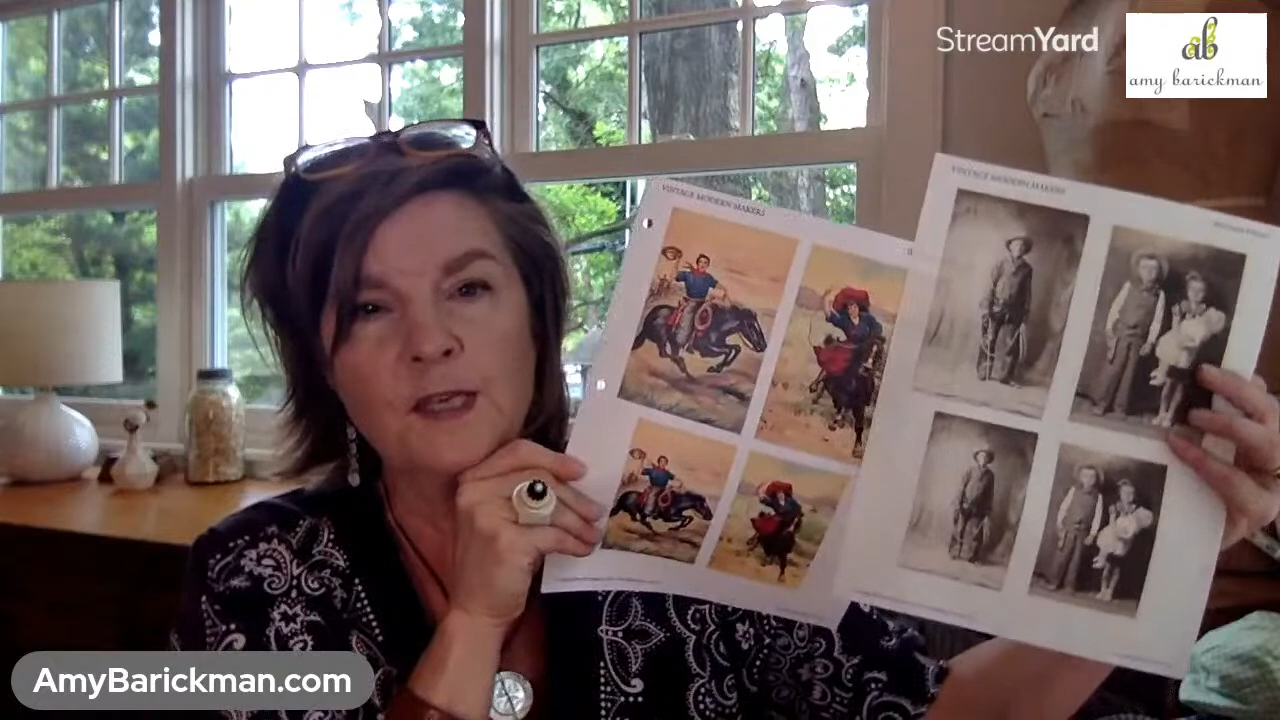 StreamYard
ab
amy barickman
VINTAGE MODERN MAKERS
VINTAGE MODERN MAKERS
AmyBarickman.com